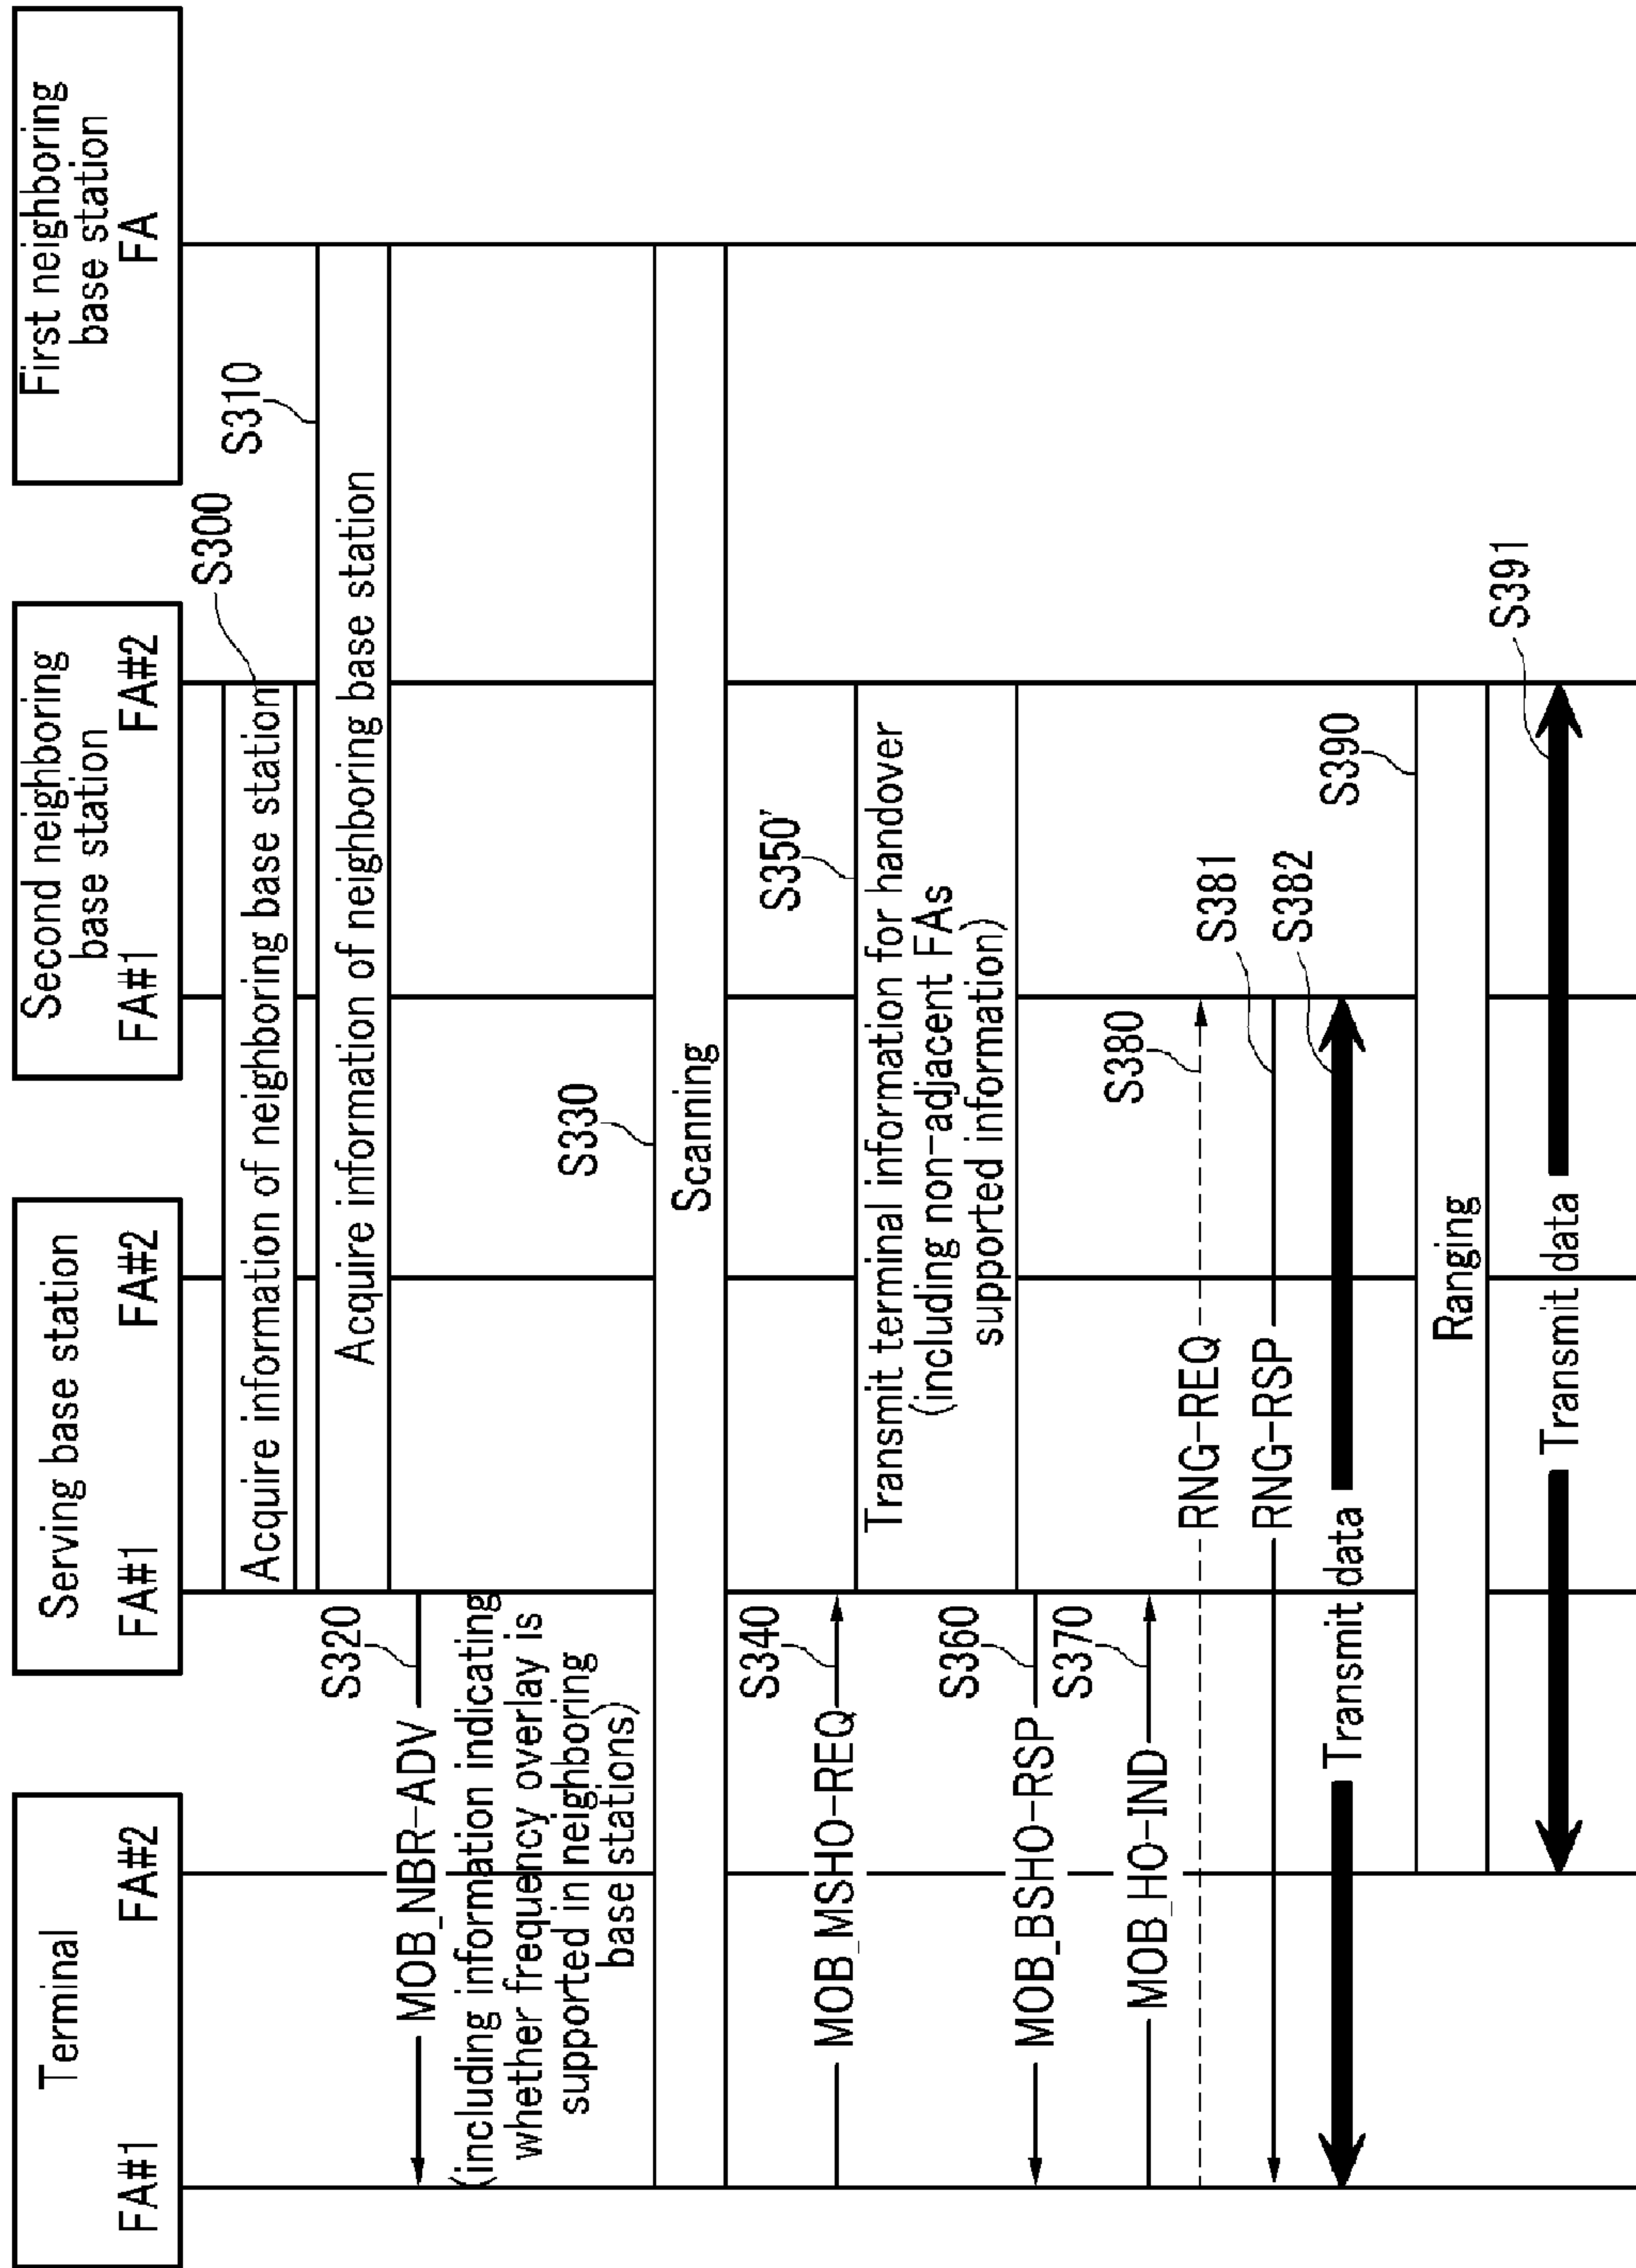 Terminal
FA#1 FA#2
Serving base station
FA#1 FA#2
Second neighboring
base station
FA#1 FA#2
First neighboring
base station
FA
S300
Acquire information of neighboring base station
S310
Acquire information of neighboring base station
S320
MOB_NBR-ADV
(including information indicating
whether frequency overlay is
supported in neighboring
base stations)
S330
Scanning
S340
MOB_MSHO-REQ
S350'
Transmit terminal information for handover
(including non-adjacent FAs
supported information)
S360
MOB_BSHO-RSP
S370
MOB_HO-IND
S380
RNG-REQ
S381
RNG-RSP
S382
Transmit data
Transmit data
S390
Ranging
S391
Transmit data